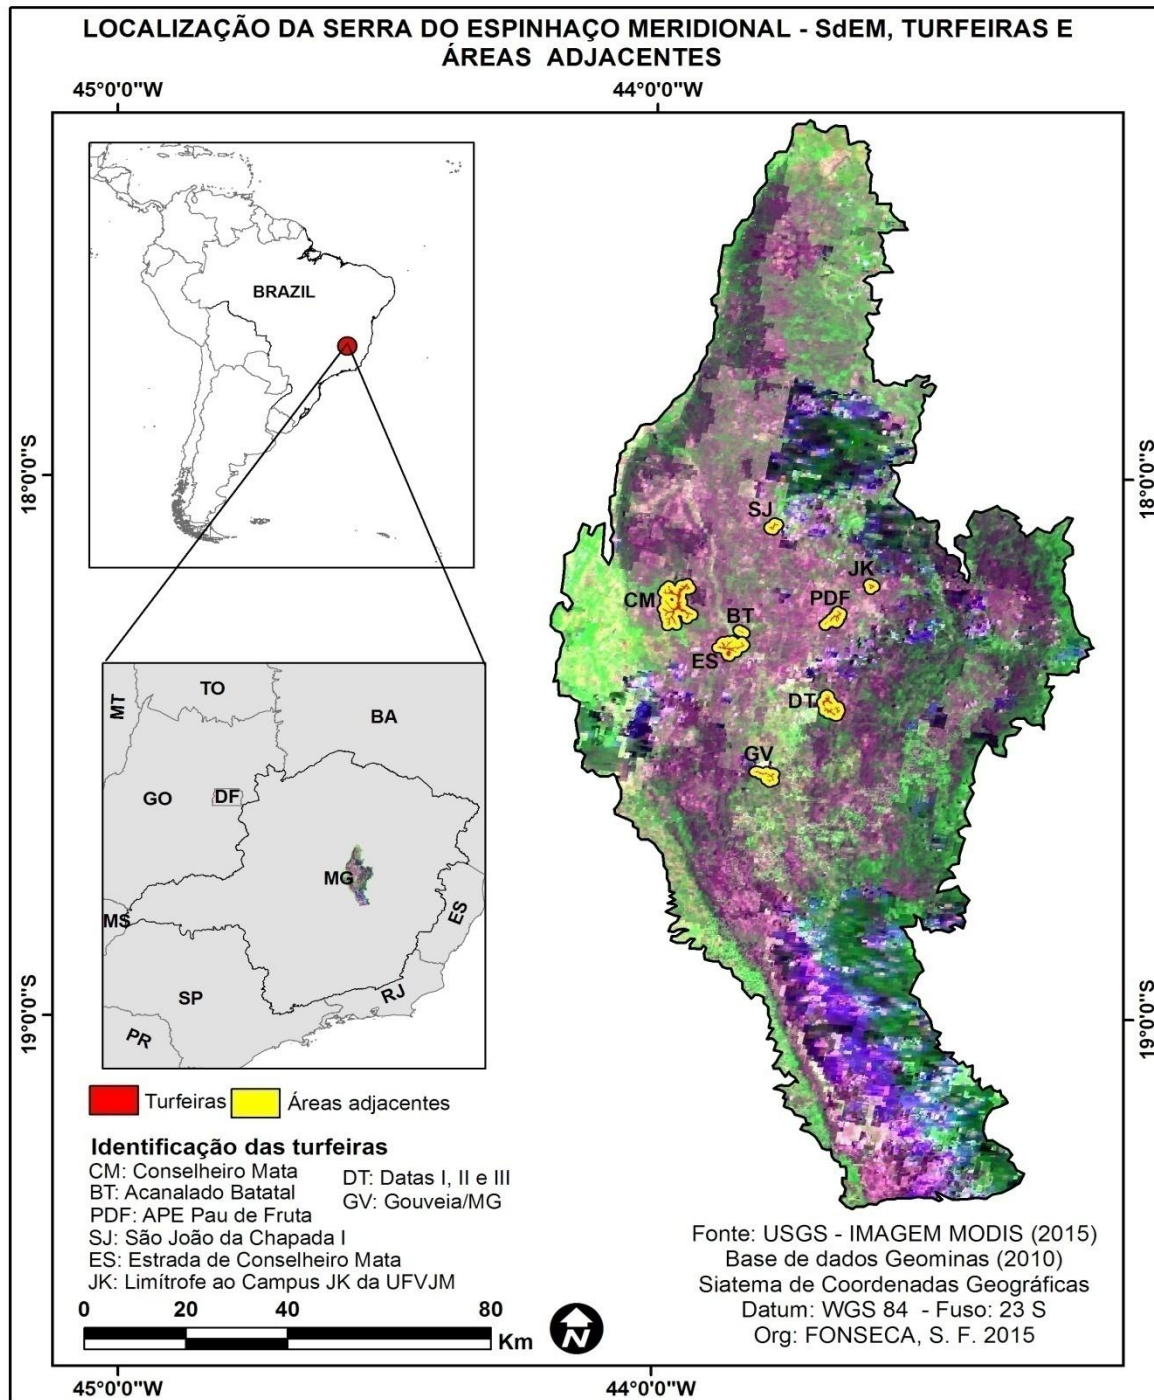 LOCALIZAÇÃO DA SERRA DO ESPINHAÇO MERIDIONAL - SdEM, TURFEIRAS E
ÁREAS ADJACENTES
45°0'0"W
44°0'0"W
18°0'0"S
18°0'0"S
19°0'0"S
19°0'0"S
BRAZIL
SJ
JK
CM
PDF
BT
ES
DT
GV
MT
TO
BA
GO
DF
MG
MS
ES
SP
RJ
PR
Turfeiras
Áreas adjacentes
Identificação das turfeiras
CM: Conselheiro Mata
BT: Acanalado Batatal
PDF: APE Pau de Fruta
SJ: São João da Chapada I
ES: Estrada de Conselheiro Mata
JK: Limítrofe ao Campus JK da UFVJM
DT: Datas I, II e III
GV: Gouveia/MG
0 20 40 80
Km
N
Fonte: USGS - IMAGEM MODIS (2015)
Base de dados Geominas (2010)
Siatema de Coordenadas Geográficas
Datum: WGS 84 - Fuso: 23 S
Org: FONSECA, S. F. 2015
45°0'0"W
44°0'0"W